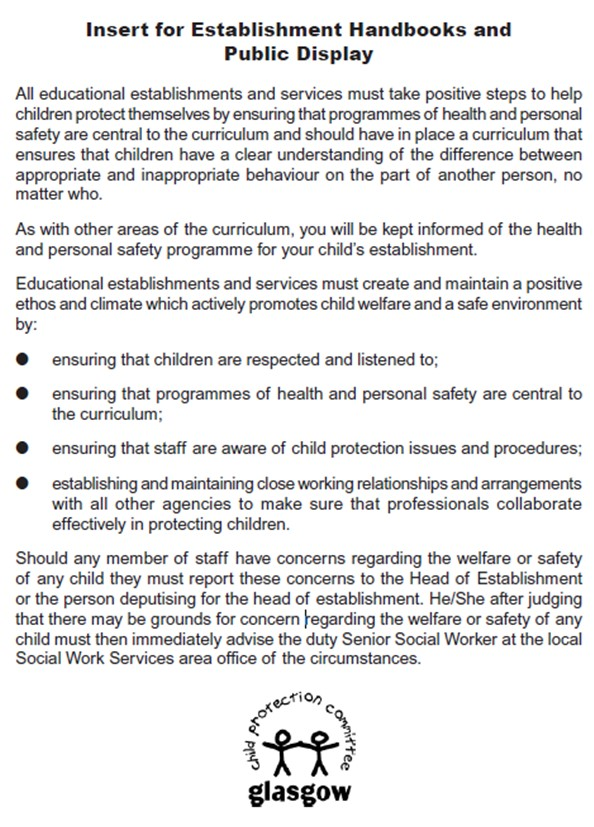 Insert for Establishment Handbooks and
Public Display
All educational establishments and services must take positive steps to help
children protect themselves by ensuring that programmes of health and personal
safety are central to the curriculum and should have in place a curriculum that
ensures that children have a clear understanding of the difference between
appropriate and inappropriate behaviour on the part of another person, no
matter who.
As with other areas of the curriculum, you will be kept informed of the health
and personal safety programme for your child's establishment.
Educational establishments and services must create and maintain a positive
ethos and climate which actively promotes child welfare and a safe environment
by:
● ensuring that children are respected and listened to;
● ensuring that programmes of health and personal safety are central to
the curriculum;
● ensuring that staff are aware of child protection issues and procedures;
● establishing and maintaining close working relationships and arrangements
with all other agencies to make sure that professionals collaborate
effectively in protecting children.
Should any member of staff have concerns regarding the welfare or safety
of any child they must report these concerns to the Head of Establishment
or the person deputising for the head of establishment. He/She after judging
that there may be grounds for concern regarding the welfare or safety of any
child must then immediately advise the duty Senior Social Worker at the local
Social Work Services area office of the circumstances.
child protection committee
glasgow